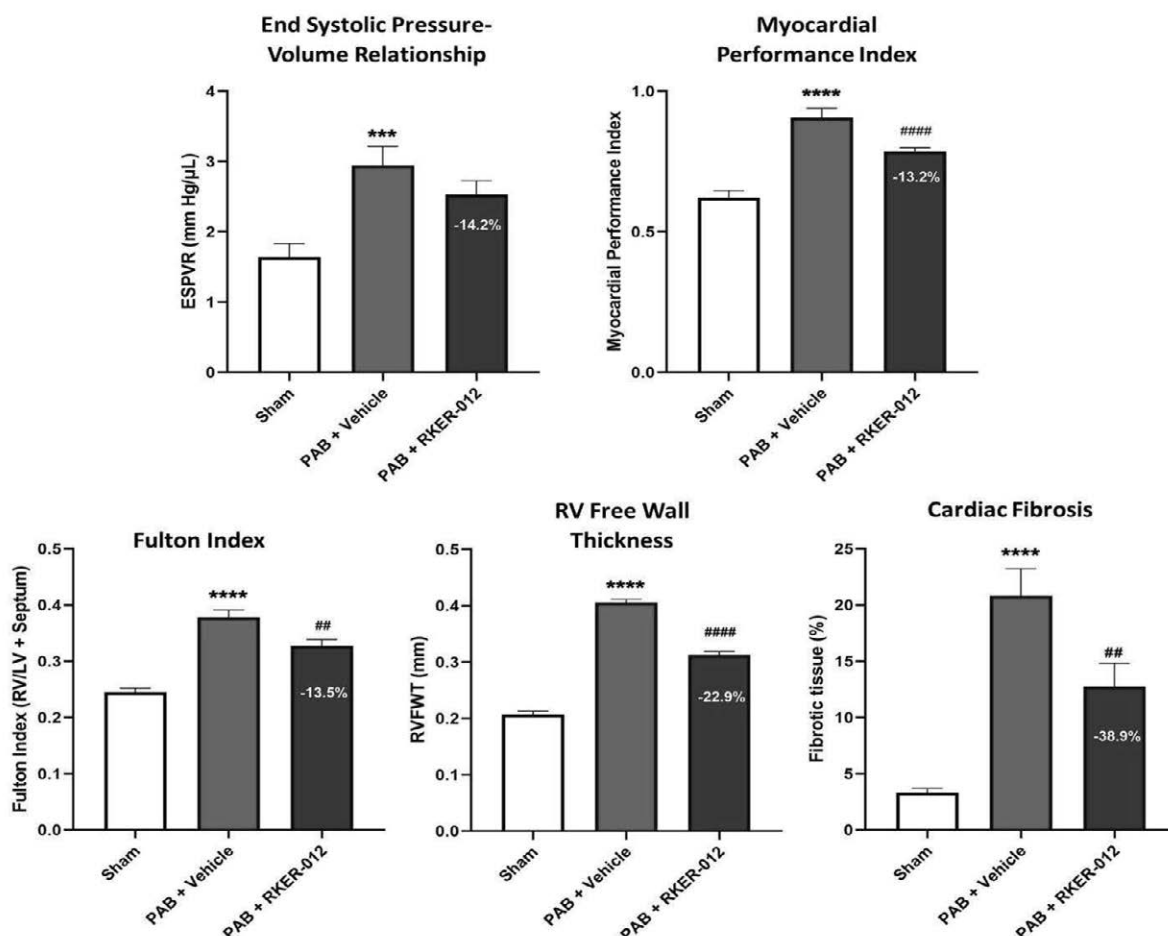 End Systolic Pressure-
Volume Relationship
ESPVR (mm Hg/µL)
4
3
2
1
0
***
-14.2%
Sham
PAB + Vehicle
PAB + RKER-012
Myocardial
Performance Index
Myocardial Performance Index
1.0
0.5
0.0
****
####
-13.2%
Sham
PAB + Vehicle
PAB + RKER-012
Fulton Index
Fulton Index (RV/LV + Septum)
0.5
0.4
0.3
0.2
0.1
0.0
****
##
-13.5%
Sham
PAB + Vehicle
PAB + RKER-012
RV Free Wall
Thickness
RVFWT (mm)
0.5
0.4
0.3
0.2
0.1
0.0
****
####
-22.9%
Sham
PAB + Vehicle
PAB + RKER-012
Cardiac Fibrosis
Fibrotic tissue (%)
25
20
15
10
5
0
****
##
-38.9%
Sham
PAB + Vehicle
PAB + RKER-012